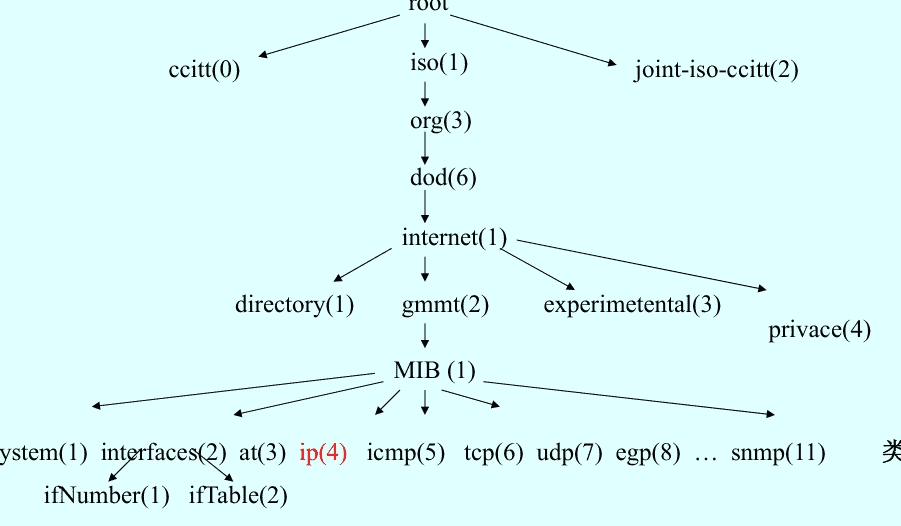 root
ccitt(0) iso(1) joint-iso-ccitt(2)
org(3)
dod(6)
internet(1)
directory(1) gmmt(2) experimetental(3)
privace(4)
MIB (1)
ystem(1) interfaces(2) at(3) ip(4) icmp(5) tcp(6) udp(7) egp(8) … snmp(11) 类
ifNumber(1) ifTable(2)